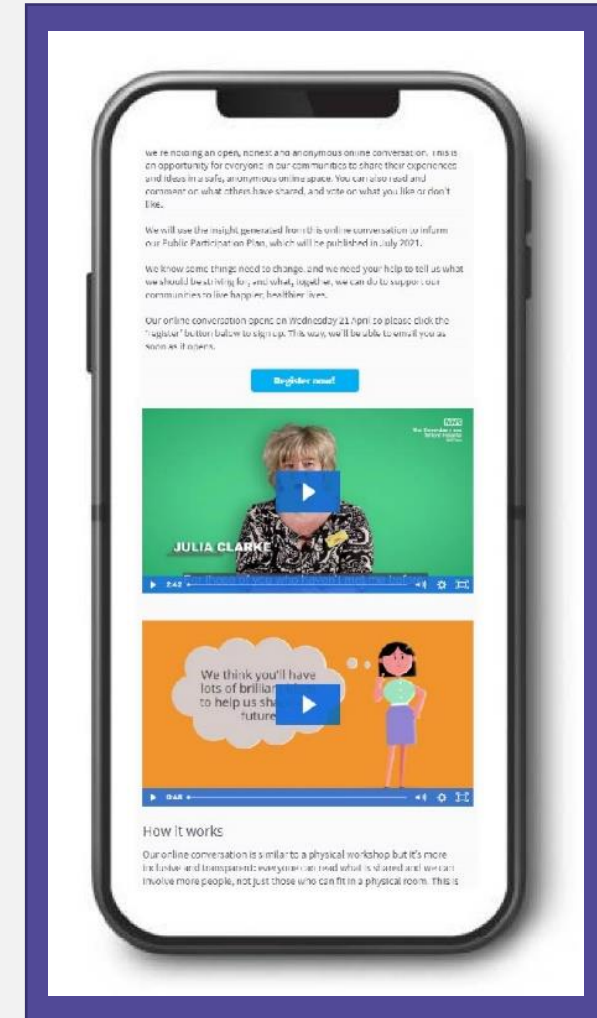 we're holding an open, honest and anonymous online conversation. This is
an opportunity for everyone in our communities to share their experiences
and ideas in a safe, anonymous online space. You can also read and
comment on what others have shared, and vote on what you like or don't
like.
We will use the insight generated from this online conversation to inform
our Public Participation Plan, which will be published in July 2021.
We know some things need to change, and we need your help to tell us what
we should be striving for, and what, together, we can do to support our
communities to live happier, healthier lives.
Our online conversation opens on Wednesday 21 April so please click the
'register' button below to sign up. This way, we'll be able to email you as
soon as it opens.
Register now!
NHS
JULIA CLARKE
2:42
We think you'll have
lots of brillian
to help us sha
future
0:48
How it works
Our online conversation is similar to a physical workshop but it's more
inclusive and transparent: everyone can read what is shared and we can
involve more people, not just those who can fit in a physical room. This is